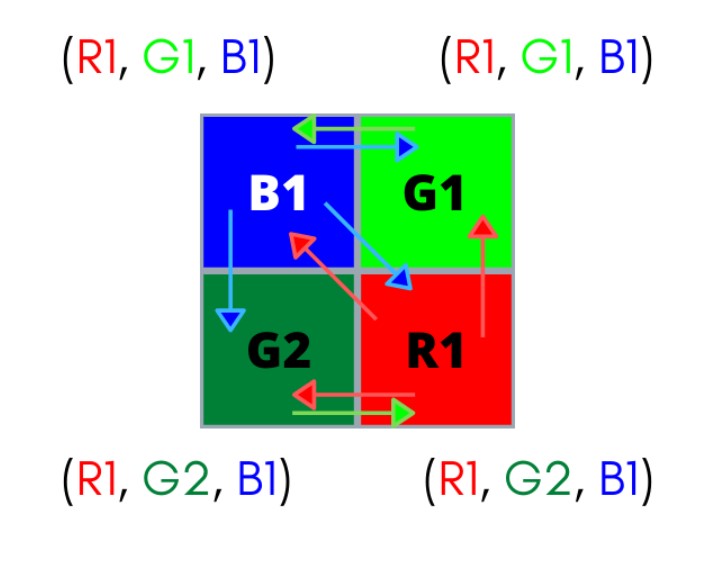 (R1, G1, B1) (R1, G1, B1)
B1 G1
G2 R1
(R1, G2, B1) (R1, G2, B1)